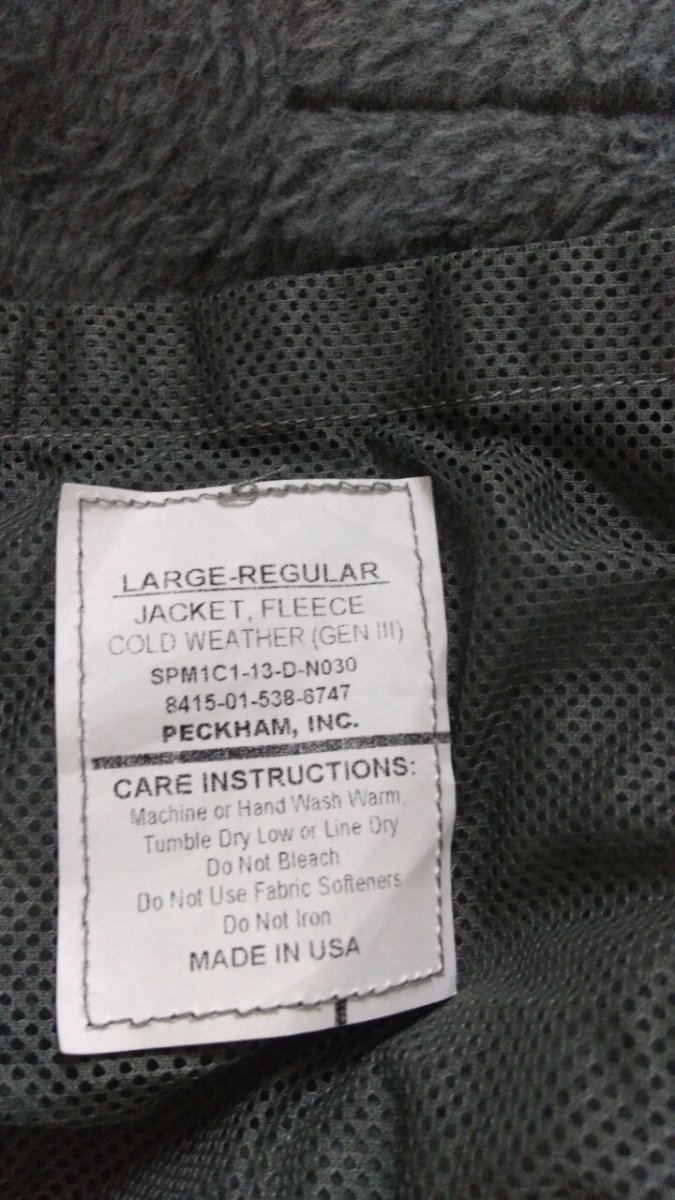 LARGE-REGULAR
JACKET, FLEECE
COLD WEATHER (GEN III)
SPM1C1-13-D-N030
8415-01-538-6747
PECKHAM, INC.
CARE INSTRUCTIONS:
Machine or Hand Wash Warm
Tumble Dry Low or Line Dry
Do Not Bleach
Do Not Use Fabric Softeners
Do Not Iron
MADE IN USA